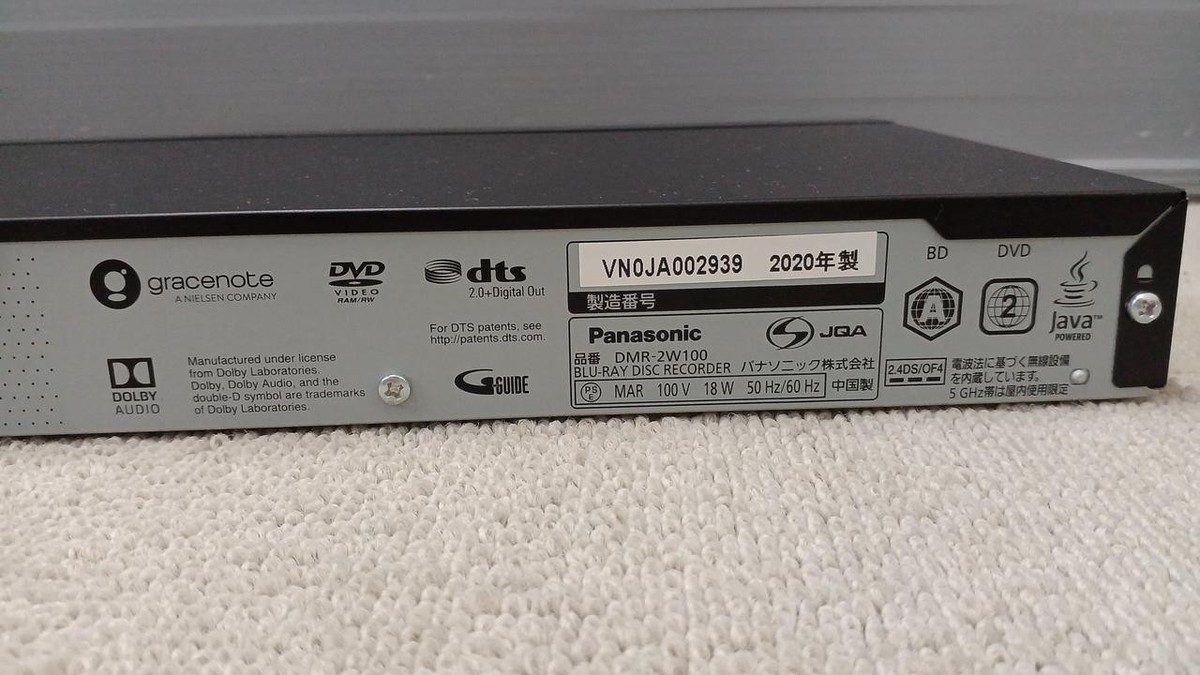 gracenote
A NIELSEN COMPANY
DVD
VIDEO
RAM/RW
dts
2.0+Digital Out
For DTS patents, see
http://patents.dts.com.
DOLBY
AUDIO
Manufactured under license
from Dolby Laboratories.
Dolby, Dolby Audio, and the
double-D symbol are trademarks
of Dolby Laboratories.
G-GUIDE
VN0JA002939 2020年製
製造番号
Panasonic
JQA
品番 DMR-2W100
BLU-RAY DISC RECORDER パナソニック株式会社
PSE MAR 100 V 18 W 50 Hz/60 Hz 中国製
BD DVD
A
2
Java™
POWERED
2.4DS/OF4
電波法に基づく無線設備
を内蔵しています。
5 GHz帯は屋内使用限定